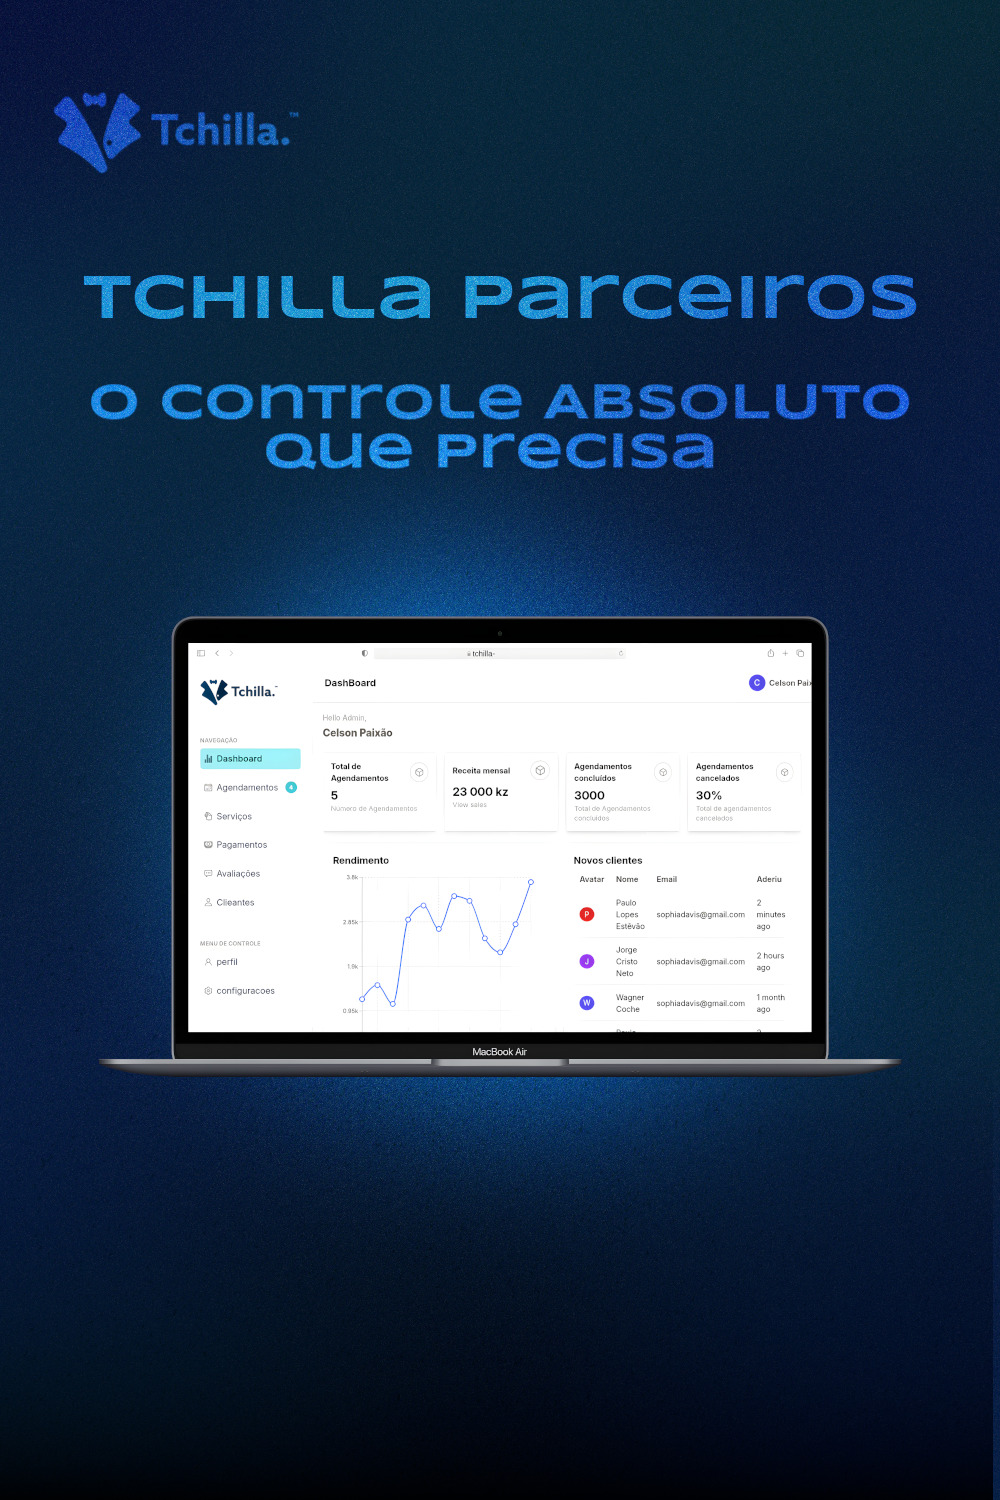 Tchilla.™
TCHILLa Parceiros
O CONTROLE ABSOLUTO
QUE PRECISA
tchilla-
Tchilla.
DashBoard
C Celson Paix
NAVEGAÇÃO
Dashboard
Agendamentos 4
Serviços
Pagamentos
Avaliações
Clieantes
MENU DE CONTROLE
perfil
configuracoes
Hello Admin,
Celson Paixão
Total de
Agendamentos
5
Número de Agendamentos
Receita mensal
23 000 kz
View sales
Agendamentos
concluídos
3000
Total de Agendamentos
concluidos
Agendamentos
cancelados
30%
Total de agendamentos
cancelados
Rendimento
3.8k
2.85k
1.9k
0.95k
Novos clientes
Avatar Nome Email Aderiu
P Paulo Lopes Estêvão sophiadavis@gmail.com 2 minutes ago
J Jorge Cristo Neto sophiadavis@gmail.com 2 hours ago
W Wagner Coche sophiadavis@gmail.com 1 month ago
MacBook Air